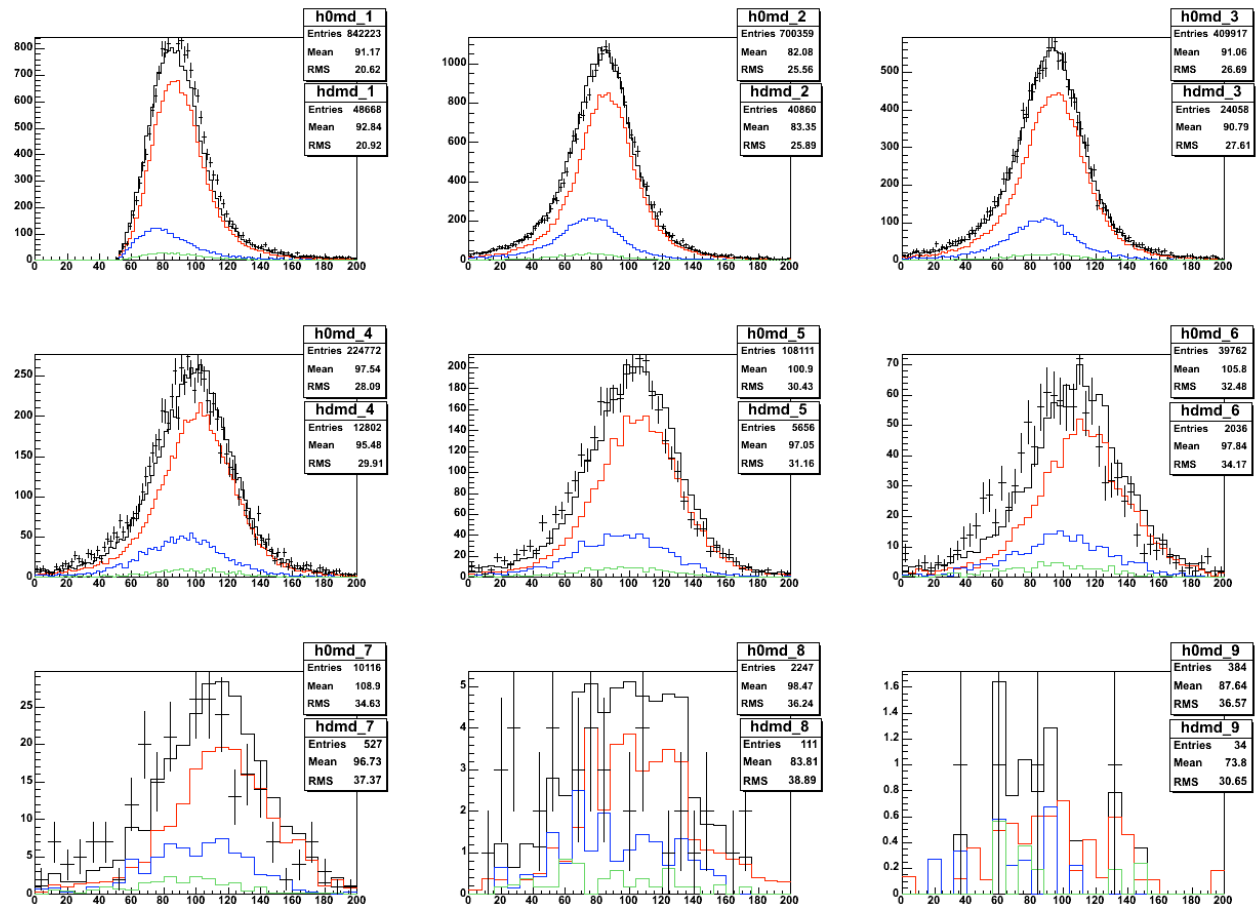 h0md_1
Entries 842223
Mean 91.17
RMS 20.62
hdmd_1
Entries 48668
Mean 92.84
RMS 20.92
800
700
600
500
400
300
200
100
0
0 20 40 60 80 100 120 140 160 180 200
h0md_2
Entries 700359
Mean 82.08
RMS 25.56
hdmd_2
Entries 40860
Mean 83.35
RMS 25.89
1000
800
600
400
200
0
0 20 40 60 80 100 120 140 160 180 200
h0md_3
Entries 409917
Mean 91.06
RMS 26.69
hdmd_3
Entries 24058
Mean 90.79
RMS 27.61
500
400
300
200
100
0
0 20 40 60 80 100 120 140 160 180 200
h0md_4
Entries 224772
Mean 97.54
RMS 28.09
hdmd_4
Entries 12802
Mean 95.48
RMS 29.91
250
200
150
100
50
0
0 20 40 60 80 100 120 140 160 180 200
h0md_5
Entries 108111
Mean 100.9
RMS 30.43
hdmd_5
Entries 5656
Mean 97.05
RMS 31.16
200
180
160
140
120
100
80
60
40
20
0
0 20 40 60 80 100 120 140 160 180 200
h0md_6
Entries 39762
Mean 105.8
RMS 32.48
hdmd_6
Entries 2036
Mean 97.84
RMS 34.17
70
60
50
40
30
20
10
0
0 20 40 60 80 100 120 140 160 180 200
h0md_7
Entries 10116
Mean 108.9
RMS 34.63
hdmd_7
Entries 527
Mean 96.73
RMS 37.37
25
20
15
10
5
0
0 20 40 60 80 100 120 140 160 180 200
h0md_8
Entries 2247
Mean 98.47
RMS 36.24
hdmd_8
Entries 111
Mean 83.81
RMS 38.89
5
4
3
2
1
0
0 20 40 60 80 100 120 140 160 180 200
h0md_9
Entries 384
Mean 87.64
RMS 36.57
hdmd_9
Entries 34
Mean 73.8
RMS 30.65
1.6
1.4
1.2
1
0.8
0.6
0.4
0.2
0
0 20 40 60 80 100 120 140 160 180 200